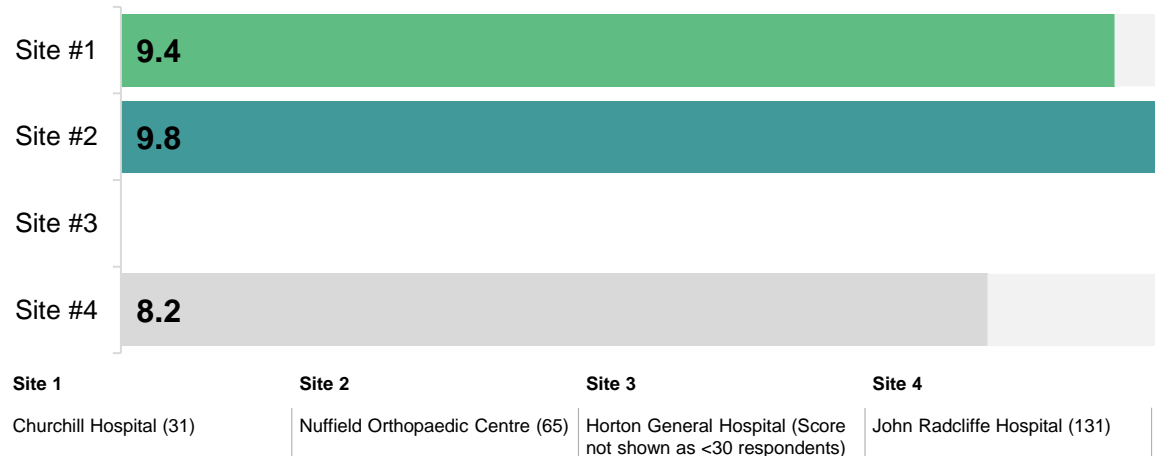 Site #1
9.4
Site #2
9.8
Site #3
Site #4
8.2
Site 1
Site 2
Site 3
Site 4
Churchill Hospital (31)
Nuffield Orthopaedic Centre (65)
Horton General Hospital (Score
not shown as <30 respondents)
John Radcliffe Hospital (131)